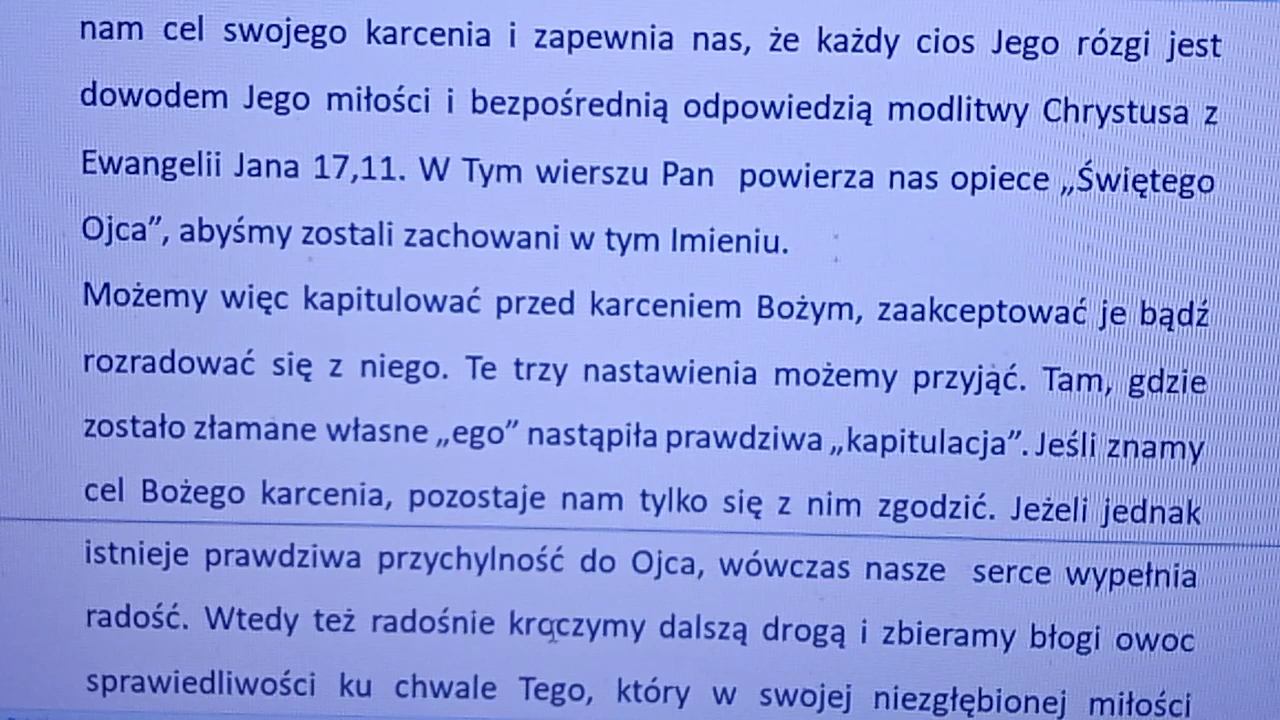 nam cel swojego karcenia i zapewnia nas, że każdy cios Jego rózgi jest
dowodem Jego miłości i bezpośrednią odpowiedzią modlitwy Chrystusa z
Ewangelii Jana 17,11. W Tym wierszu Pan powierza nas opiece „Świętego
Ojca”, abyśmy zostali zachowani w tym Imieniu.
Możemy więc kapitulować przed karceniem Bożym, zaakceptować je bądź
rozradować się z niego. Te trzy nastawienia możemy przyjąć. Tam, gdzie
zostało złamane własne „ego” nastąpiła prawdziwa „kapitulacja”. Jeśli znamy
cel Bożego karcenia, pozostaje nam tylko się z nim zgodzić. Jeżeli jednak
istnieje prawdziwa przychylność do Ojca, wówczas nasze serce wypełnia
radość. Wtedy też radośnie kroczymy dalszą drogą i zbieramy błogi owoc
sprawiedliwości ku chwale Tego, który w swojej niezgłębionej miłości